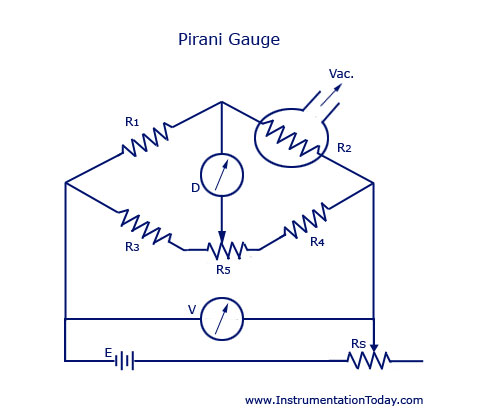 Pirani Gauge
Vac.
R1
R2
D
R3
R4
R5
V
E
Rs
www.InstrumentationToday.com